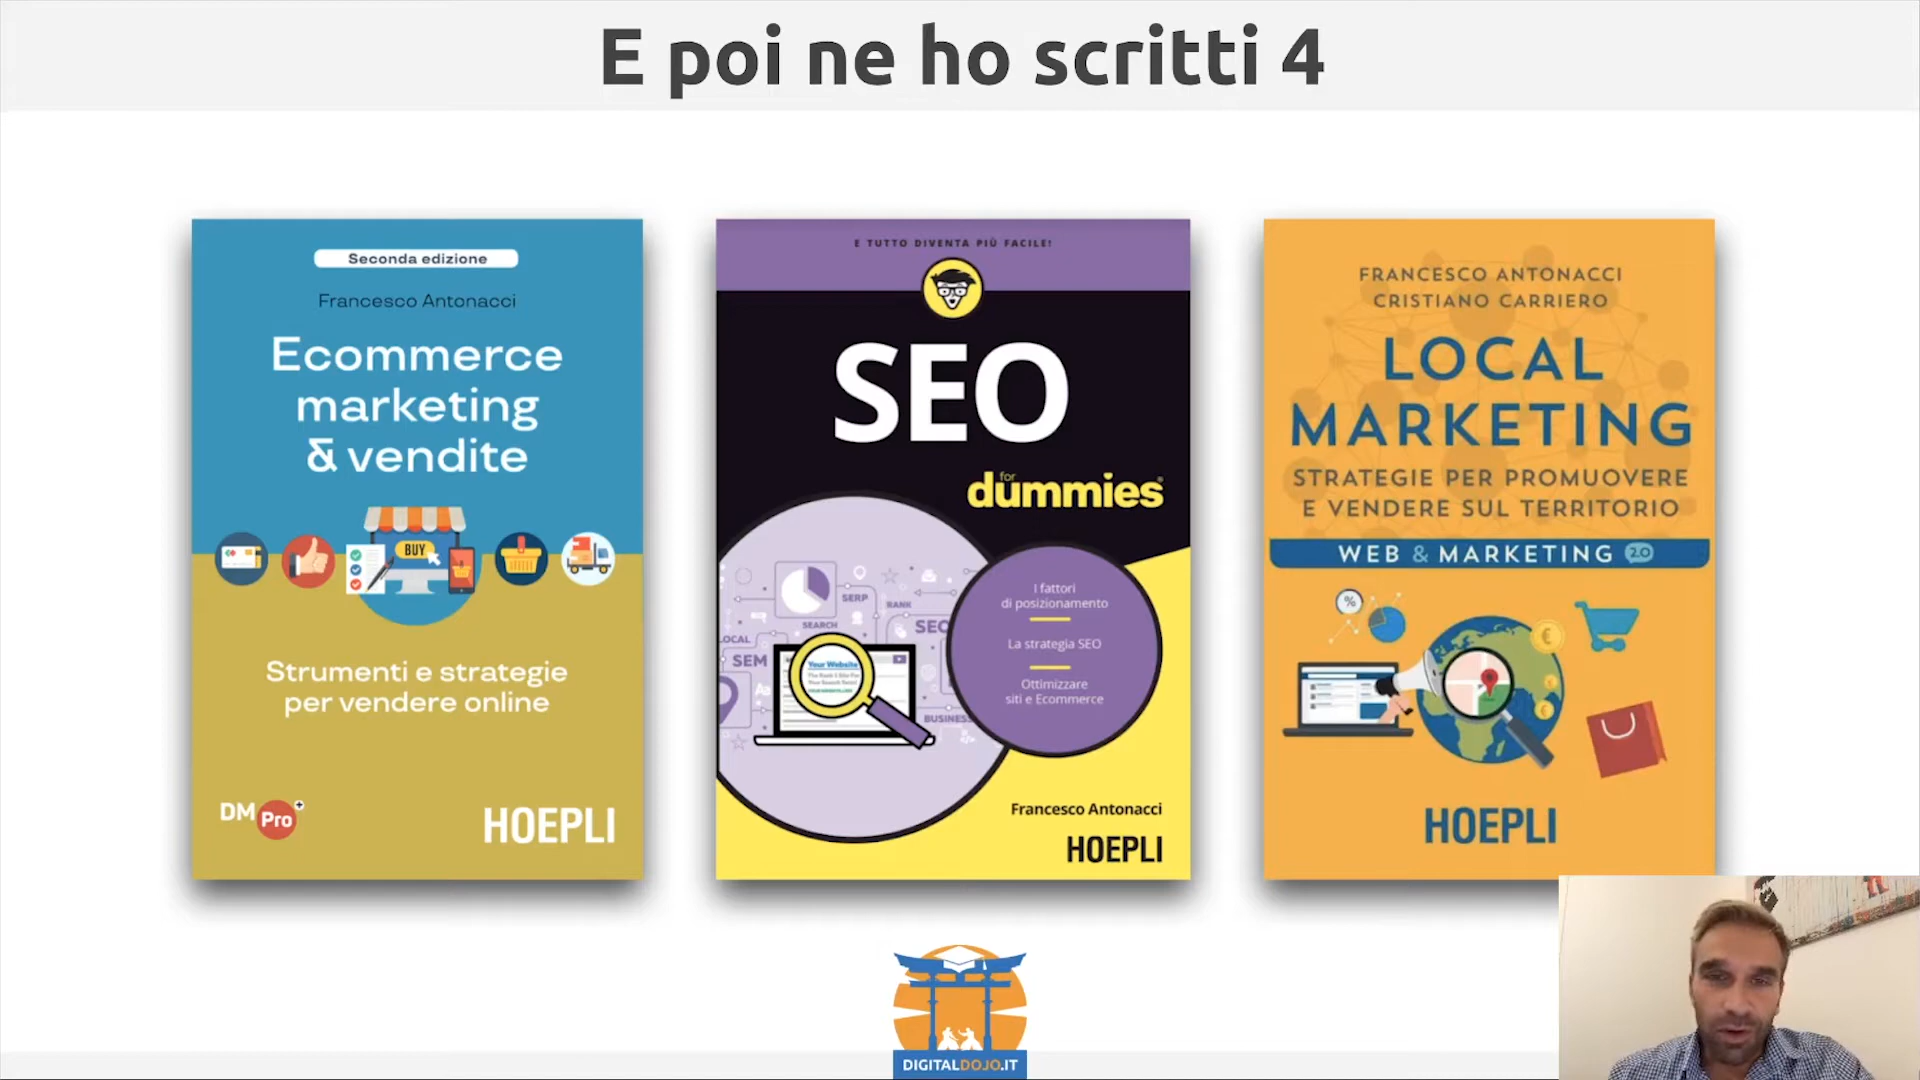 E poi ne ho scritti 4
Seconda edizione
Francesco Antonacci
Ecommerce
marketing
& vendite
BUY
Strumenti e strategie
per vendere online
DM Pro+
HOEPLI
E TUTTO DIVENTA PIÙ FACILE!
SEO
for
dummies®
SERP
RANK
SEARCH
LOCAL
SEO
SEM
Your Website
Aa
BUSINESS
I fattori
di posizionamento
La strategia SEO
Ottimizzare
siti e Ecommerce
Francesco Antonacci
HOEPLI
FRANCESCO ANTONACCI
CRISTIANO CARRIERO
LOCAL
MARKETING
STRATEGIE PER PROMUOVERE
E VENDERE SUL TERRITORIO
WEB & MARKETING 2.0
%
€
€
HOEPLI
DIGITALDOJO.IT